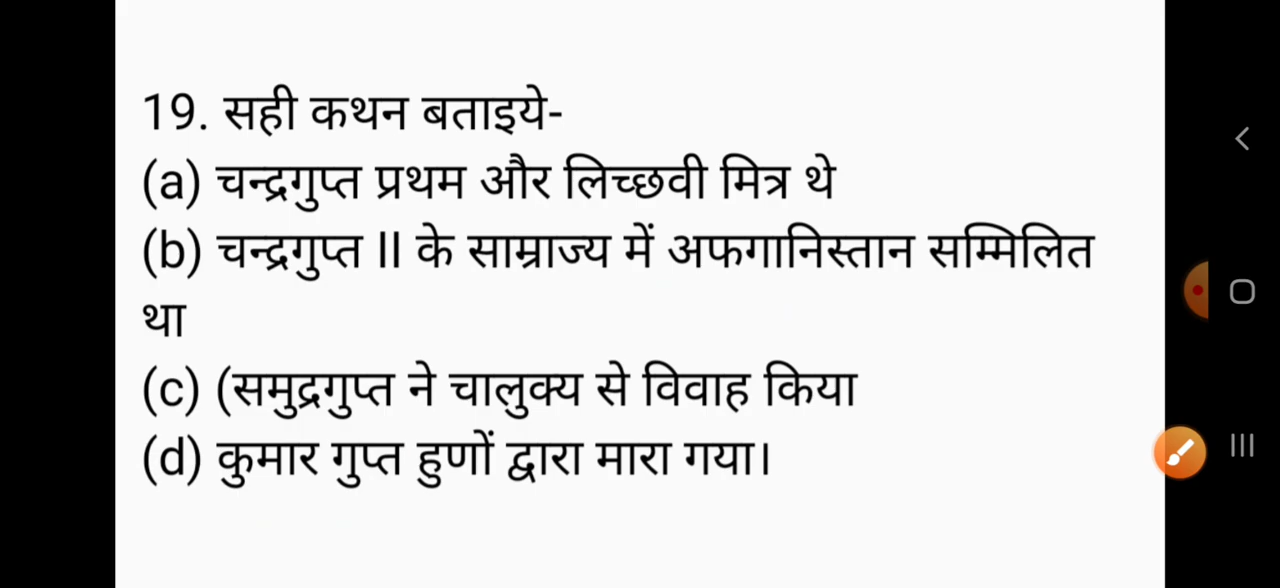 19. सही कथन बताइये-
(a) चन्द्रगुप्त प्रथम और लिच्छवी मित्र थे
(b) चन्द्रगुप्त II के साम्राज्य में अफगानिस्तान सम्मिलित
था
(c) (समुद्रगुप्त ने चालुक्य से विवाह किया
(d) कुमार गुप्त हुणों द्वारा मारा गया।